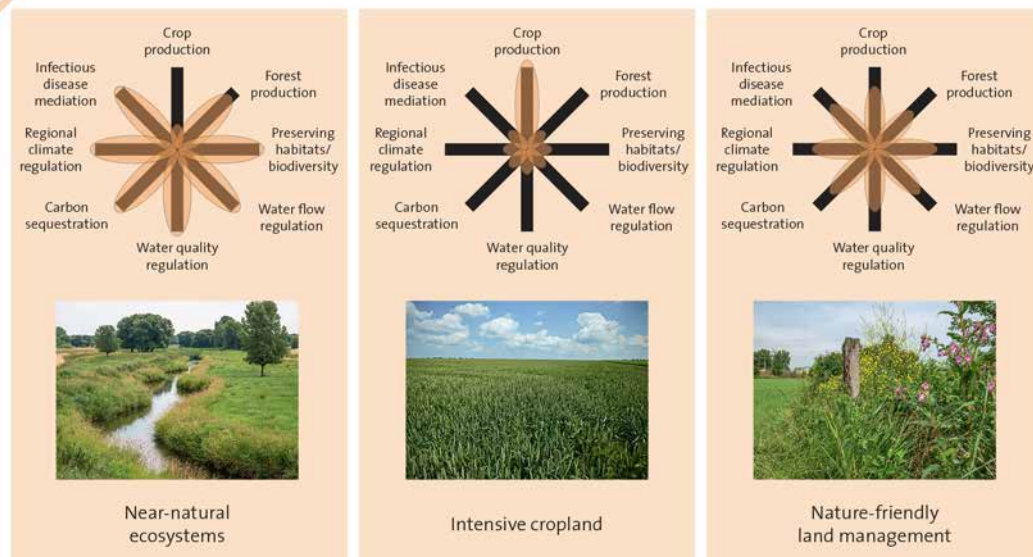 Crop
production
Infectious
disease
mediation
Forest
production
Regional
climate
regulation
Preserving
habitats/
biodiversity
Carbon
sequestration
Water flow
regulation
Water quality
regulation
Near-natural
ecosystems
Crop
production
Infectious
disease
mediation
Forest
production
Regional
climate
regulation
Preserving
habitats/
biodiversity
Carbon
sequestration
Water flow
regulation
Water quality
regulation
Intensive cropland
Crop
production
Infectious
disease
mediation
Forest
production
Regional
climate
regulation
Preserving
habitats/
biodiversity
Carbon
sequestration
Water flow
regulation
Water quality
regulation
Nature-friendly
land management